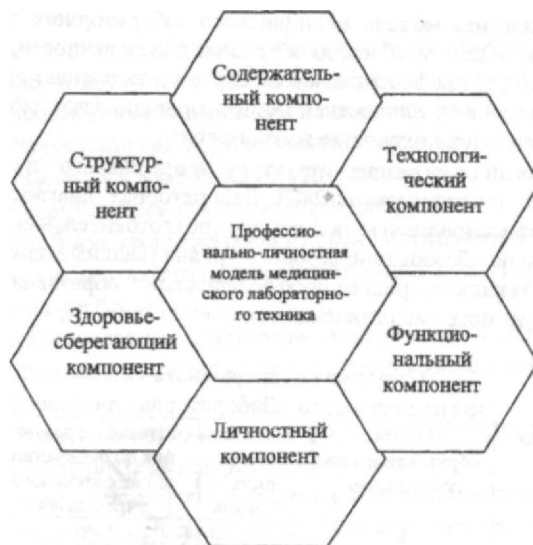 Содержатель-
ный компо-
нент
Структур-
ный компо-
нент
Технологи-
ческий
компонент
Профессио-
нально-личностная
модель медицин-
ского лабораторно-
го техника
Здоровье-
сберегающий
компонент
Функцио-
нальный
компонент
Личностный
компонент